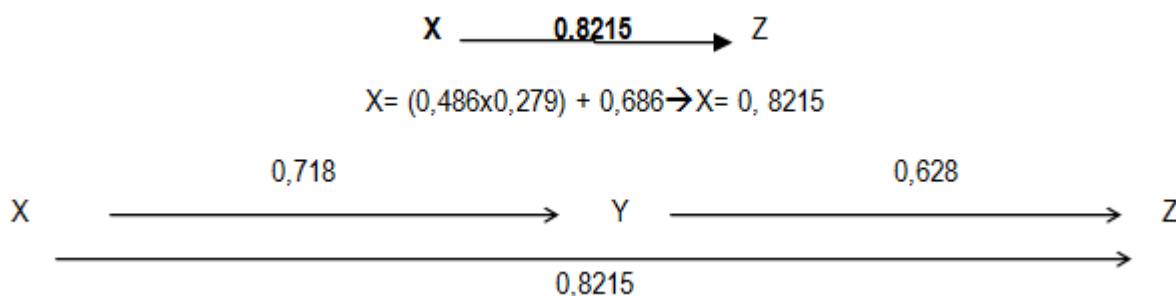 X 0.8215 Z
X= (0,486x0,279) + 0,686→X= 0, 8215
0,718 0,628
X Y Z
0.8215